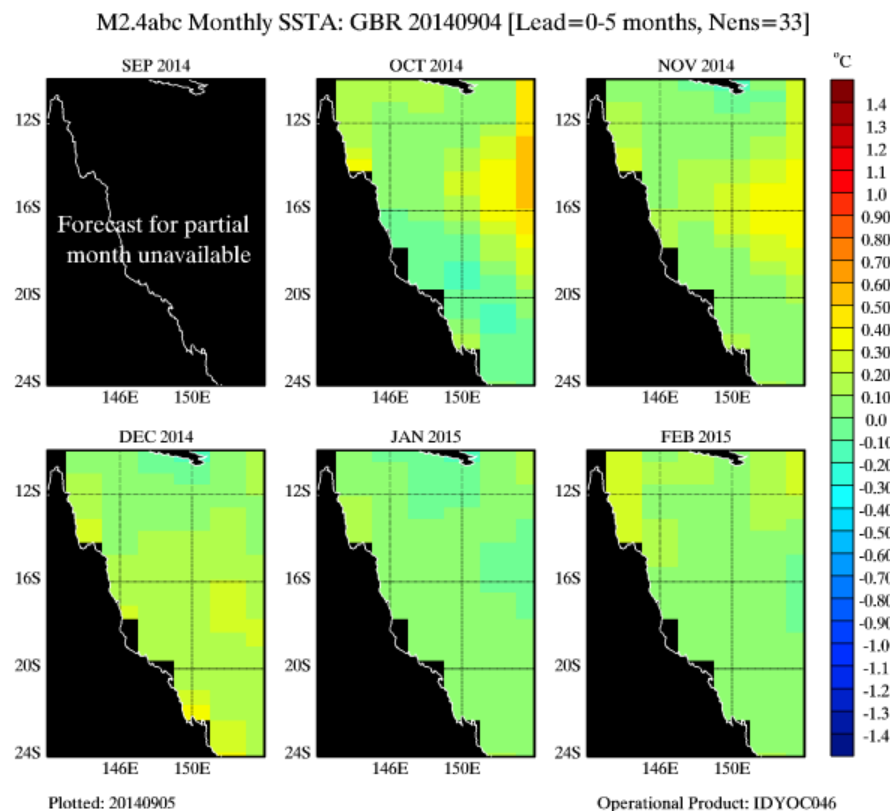 M2.4abc Monthly SSTA: GBR 20140904 [Lead=0-5 months, Nens=33]
SEP 2014
OCT 2014
NOV 2014
°C
12S
16S
20S
24S
146E
150E
Forecast for partial
month unavailable
12S
16S
20S
24S
146E
150E
12S
16S
20S
24S
146E
150E
DEC 2014
JAN 2015
FEB 2015
12S
16S
20S
24S
146E
150E
12S
16S
20S
24S
146E
150E
12S
16S
20S
24S
146E
150E
1.4
1.3
1.2
1.1
1.0
0.90
0.80
0.70
0.60
0.50
0.40
0.30
0.20
0.10
0.0
-0.10
-0.20
-0.30
-0.40
-0.50
-0.60
-0.70
-0.80
-0.90
-1.0
-1.1
-1.2
-1.3
-1.4
Plotted: 20140905
Operational Product: IDYOC046